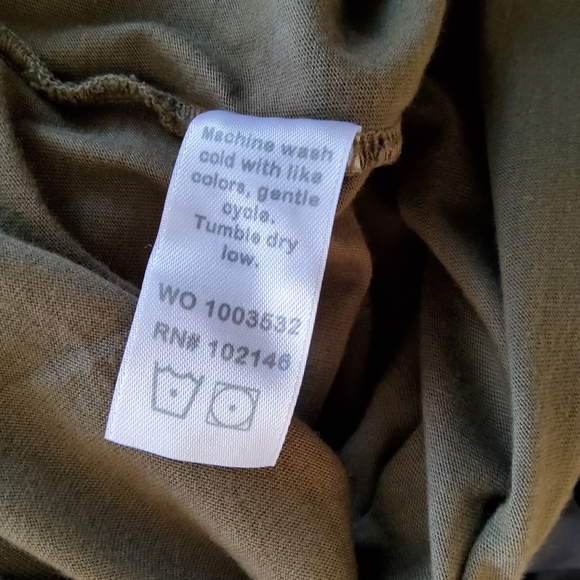 Machine wash
cold with like
colors, gentle
cycle.
Tumble dry
low.
WO 1003532
RN# 102146